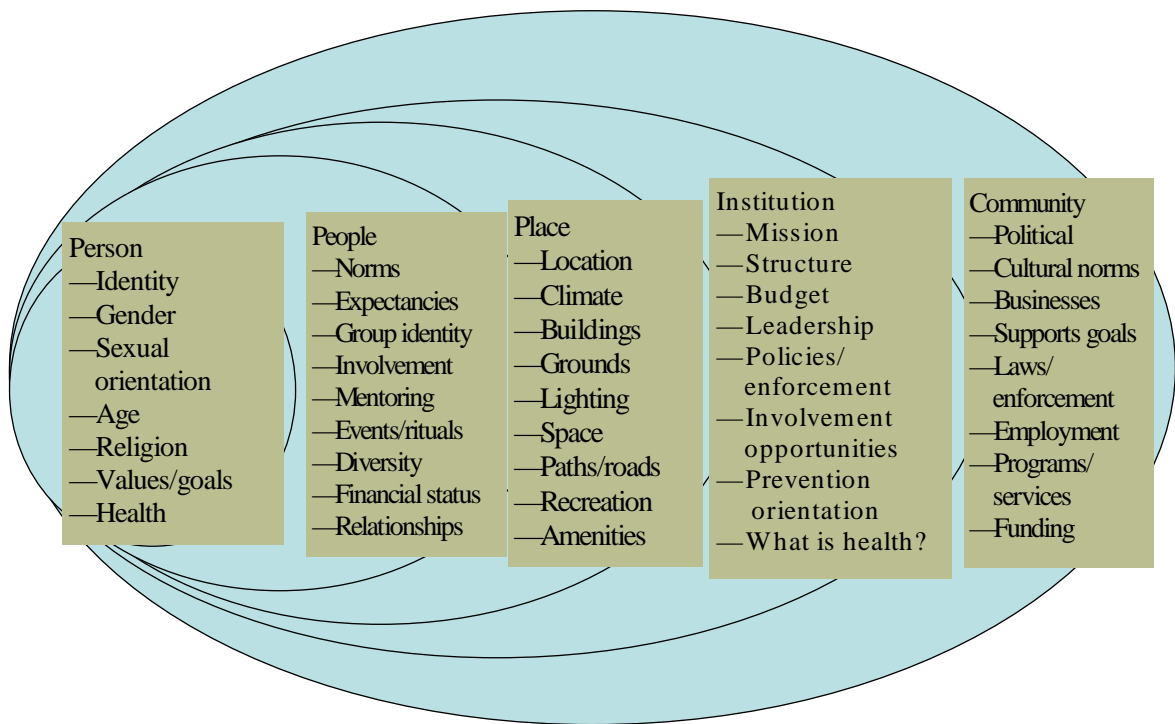 Person
—Identity
—Gender
—Sexual
orientation
—Age
—Religion
—Values/goals
—Health
People
—Norms
—Expectancies
—Group identity
—Involvement
—Mentoring
—Events/rituals
—Diversity
—Financial status
—Relationships
Place
—Location
—Climate
—Buildings
—Grounds
—Lighting
—Space
—Paths/roads
—Recreation
—Amenities
Institution
—Mission
—Structure
—Budget
—Leadership
—Policies/
enforcement
—Involvement
opportunities
—Prevention
orientation
—What is health?
Community
—Political
—Cultural norms
—Businesses
—Supports goals
—Laws/
enforcement
—Employment
—Programs/
services
—Funding